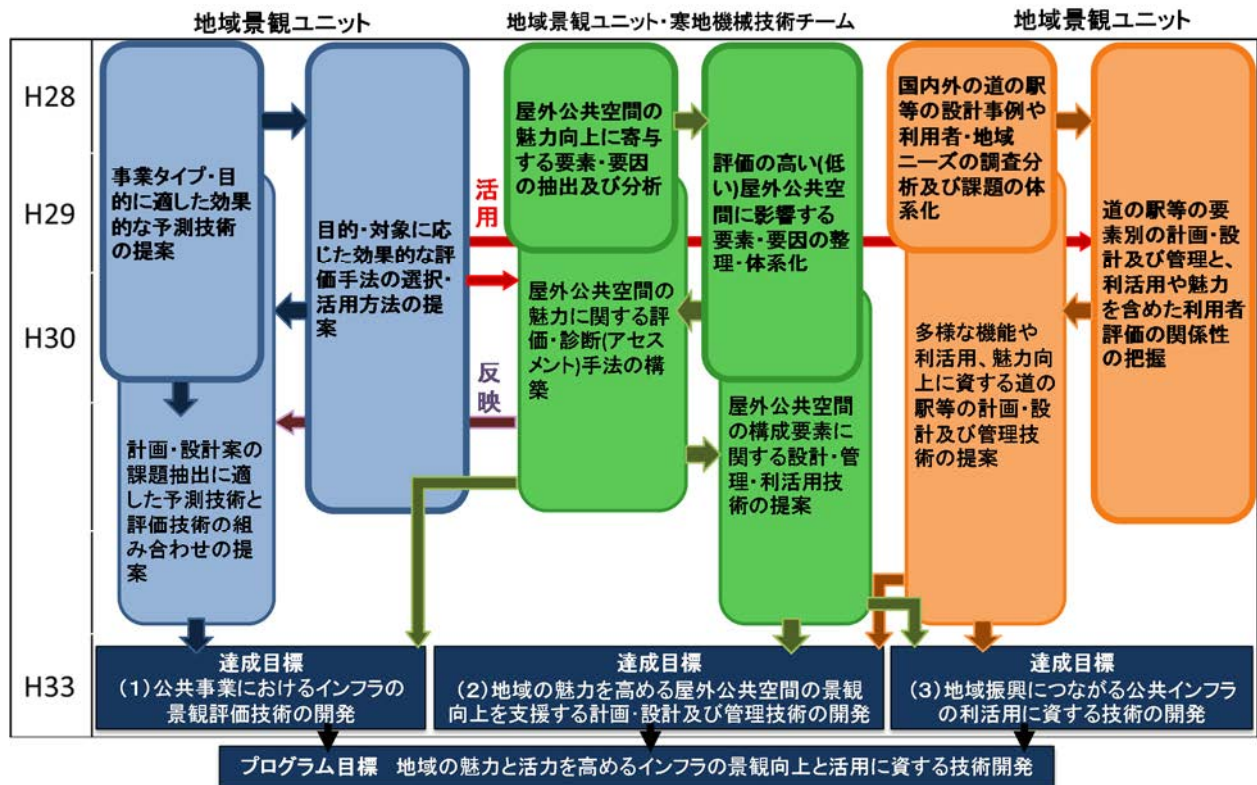 地域景観ユニット
地域景観ユニット・寒地機械技術チーム
地域景観ユニット
H28
H29
H30
H33
事業タイプ・目
的に適した効果
的な予測技術
の提案
目的・対象に応
じた効果的な評
価手法の選択・
活用方法の提
案
計画・設計案の
課題抽出に適
した予測技術と
評価技術の組
み合わせの提
案
活用
反映
屋外公共空間の
魅力向上に寄与
する要素・要因
の抽出及び分析
評価の高い(低
い)屋外公共空
間に影響する
要素・要因の整
理・体系化
屋外公共空間の
魅力に関する評
価・診断(アセス
メント)手法の構
築
屋外公共空間
の構成要素に
関する設計・管
理・利活用技
術の提案
国内外の道の駅
等の設計事例や
利用者・地域
ニーズの調査分
析及び課題の体
系化
道の駅等の要
素別の計画・設
計及び管理と、
利活用や魅力
を含めた利用者
評価の関係性
の把握
多様な機能や
利活用、魅力向
上に資する道の
駅等の計画・設
計及び管理技
術の提案
達成目標
(1)公共事業におけるインフラの
景観評価技術の開発
達成目標
(2)地域の魅力を高める屋外公共空間の景観
向上を支援する計画・設計及び管理技術の開発
達成目標
(3)地域振興につながる公共インフラ
の利活用に資する技術の開発
プログラム目標 地域の魅力と活力を高めるインフラの景観向上と活用に資する技術開発